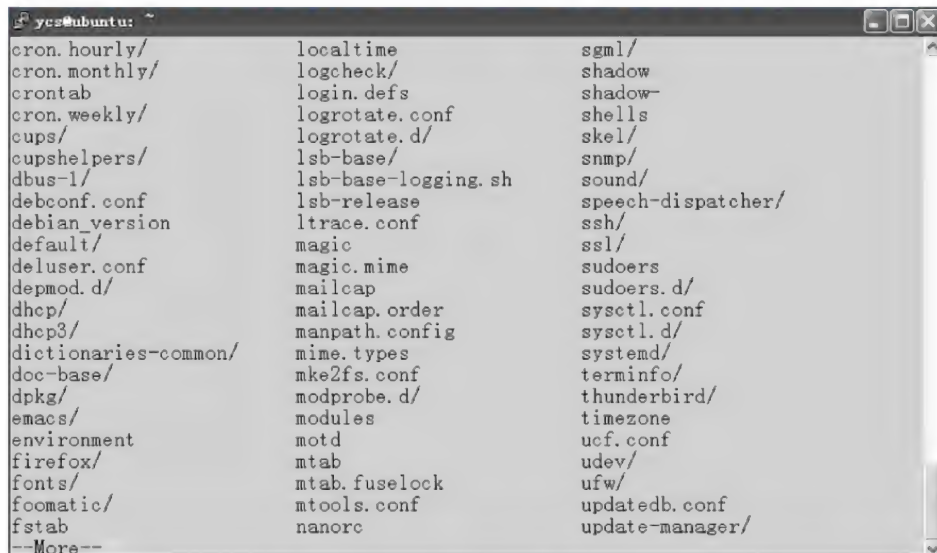 ycs@ubuntu: ~
cron.hourly/ localtime sgml/
cron.monthly/ logcheck/ shadow
crontab login.defs shadow-
cron.weekly/ logrotate.conf shells
cups/ logrotate.d/ skel/
cupshelpers/ lsb-base/ snmp/
dbus-1/ lsb-base-logging.sh sound/
debconf.conf lsb-release speech-dispatcher/
debian_version ltrace.conf ssh/
default/ magic ssl/
deluser.conf magic.mime sudoers
depmod.d/ mailcap sudoers.d/
dhcp/ mailcap.order sysctl.conf
dhcp3/ manpath.config sysctl.d/
dictionaries-common/ mime.types systemd/
doc-base/ mke2fs.conf terminfo/
dpkg/ modprobe.d/ thunderbird/
emacs/ modules timezone
environment motd ucf.conf
firefox/ mtab udev/
fonts/ mtab.fuselock ufw/
foomatic/ mtools.conf updatedb.conf
fstab nanorc update-manager/
--More--